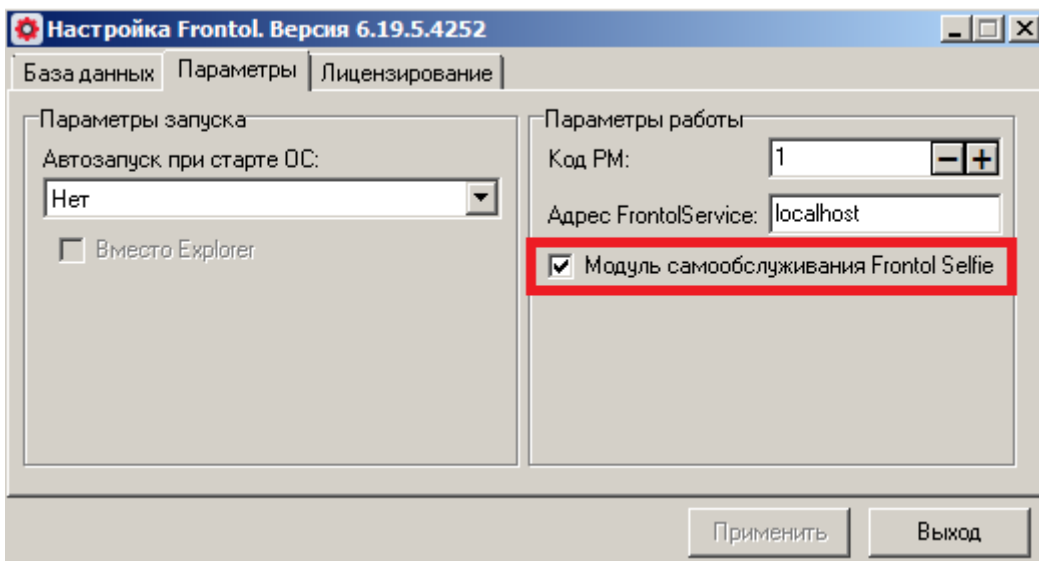 Настройка Frontol. Версия 6.19.5.4252
База данных Параметры Лицензирование
Параметры запуска
Автозапуск при старте ОС:
Нет
Вместо Explorer
Параметры работы
Код РМ: 1
Адрес FrontolService: localhost
Модуль самообслуживания Frontol Selfie
Применить Выход